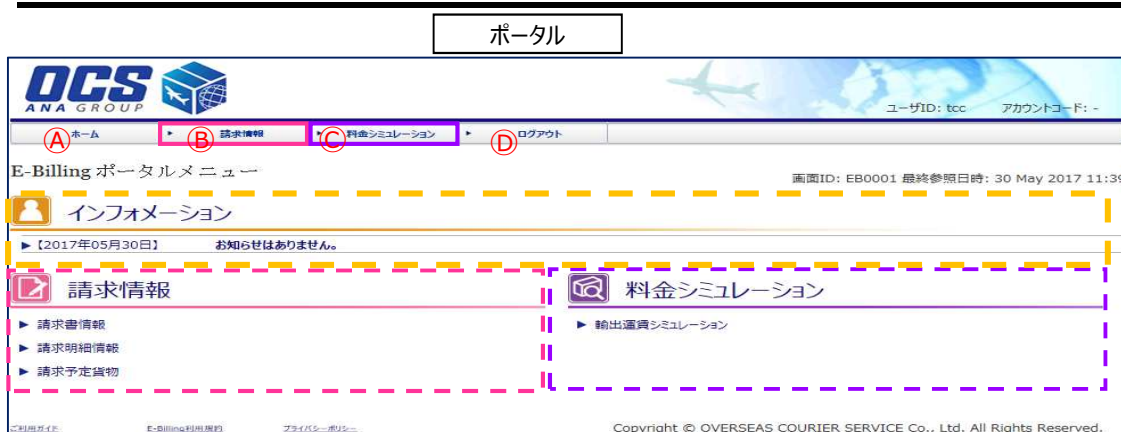 ポータル
OCS
ANA GROUP
ユーザID: tcc アカウントコード: -
Ⓐホーム Ⓑ請求情報 Ⓒ料金シミュレーション Ⓓログアウト
E-Billing ポータルメニュー
画面ID: EB0001 最終参照日時: 30 May 2017 11:39
インフォメーション
▶【2017年05月30日】 お知らせはありません。
請求情報 料金シミュレーション
▶ 請求書情報 ▶ 輸出運賃シミュレーション
▶ 請求明細情報
▶ 請求予定貨物
ご利用ガイド E-Billing利用規約 プライバシーポリシー Copyright © OVERSEAS COURIER SERVICE Co., Ltd. All Rights Reserved.